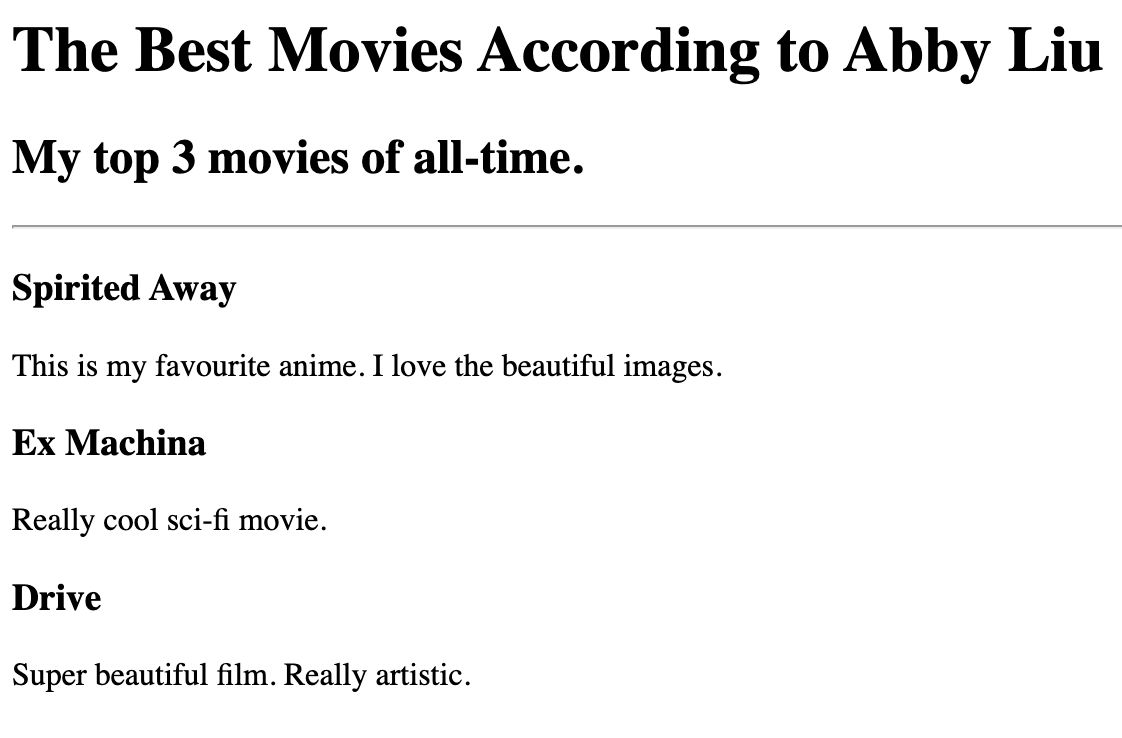 The Best Movies According to Abby Liu
My top 3 movies of all-time.
Spirited Away
This is my favourite anime. I love the beautiful images.
Ex Machina
Really cool sci-fi movie.
Drive
Super beautiful film. Really artistic.